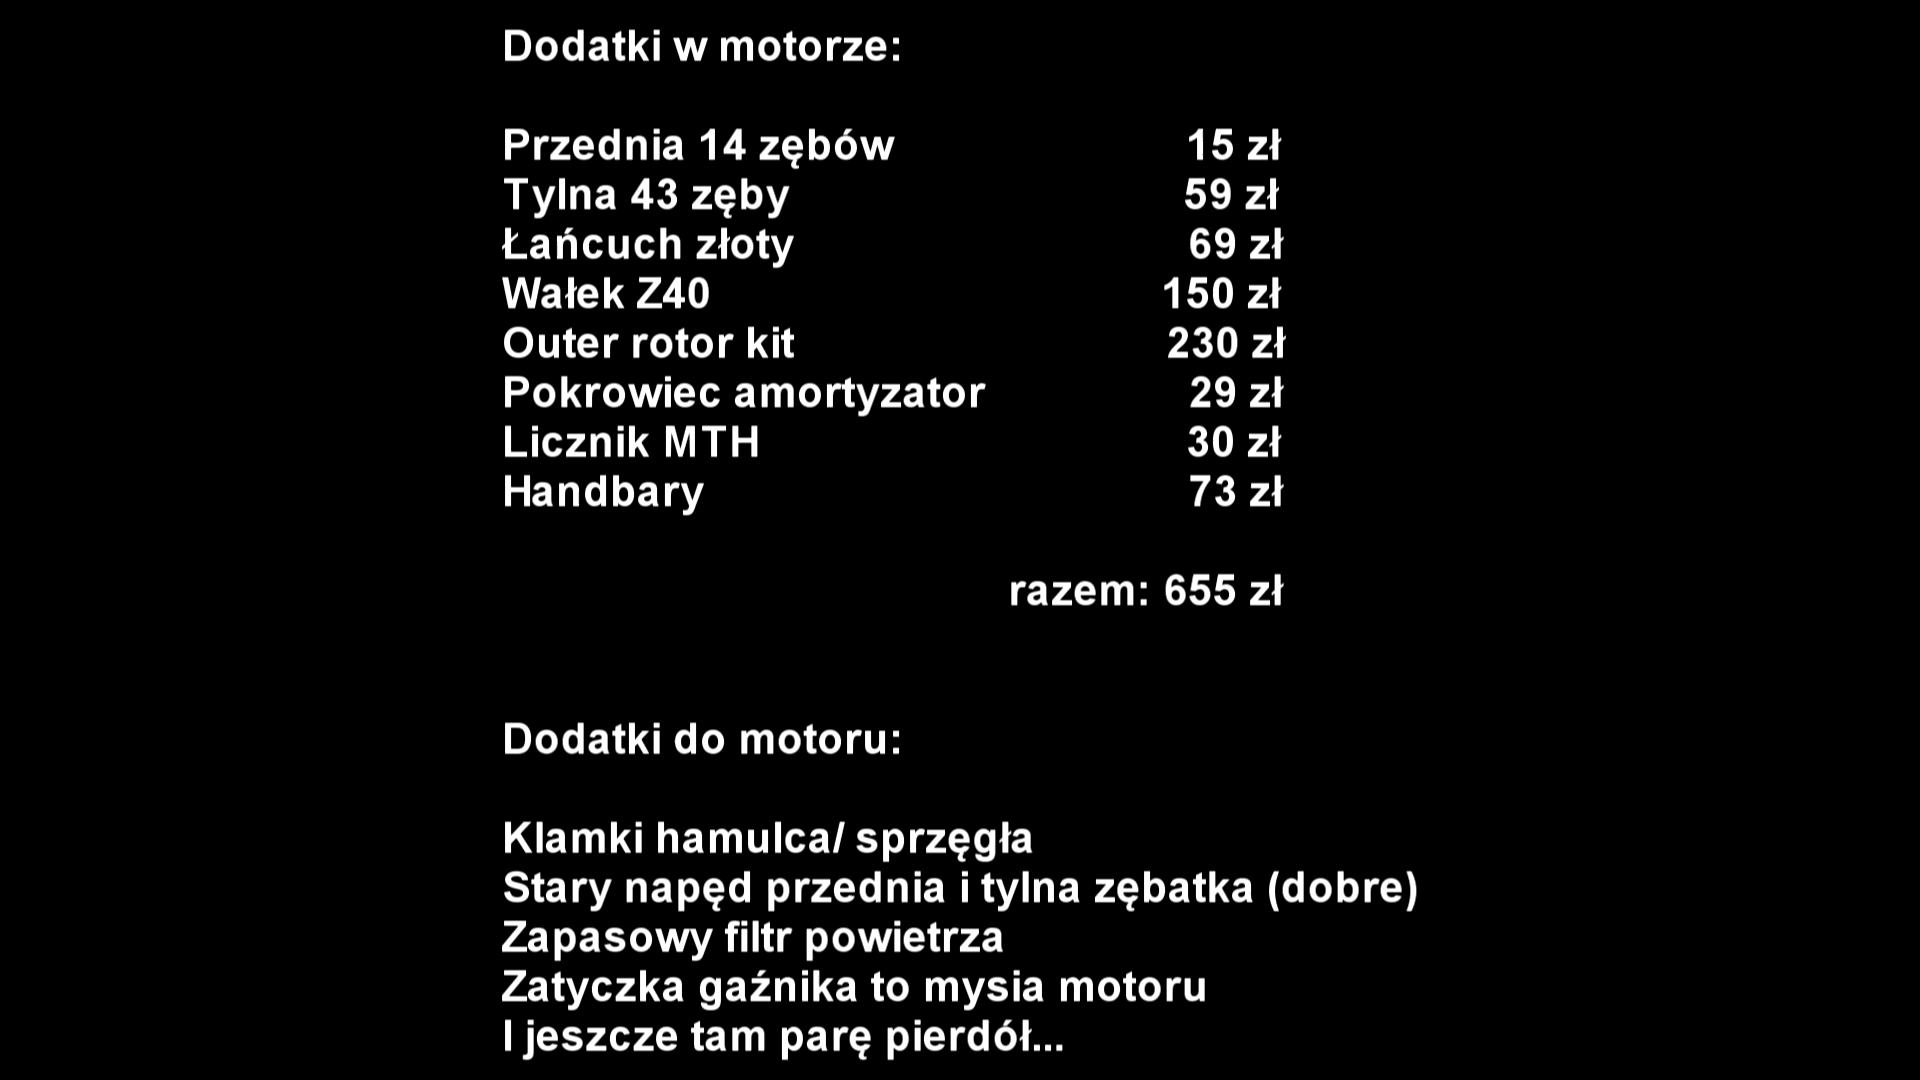 Dodatki w motorze:
Przednia 14 zębów 15 zł
Tylna 43 zęby 59 zł
Łańcuch złoty 69 zł
Wałek Z40 150 zł
Outer rotor kit 230 zł
Pokrowiec amortyzator 29 zł
Licznik MTH 30 zł
Handbary 73 zł
razem: 655 zł
Dodatki do motoru:
Klamki hamulca/ sprzęgła
Stary napęd przednia i tylna zębatka (dobre)
Zapasowy filtr powietrza
Zatyczka gaźnika to mysia motoru
I jeszcze tam parę pierdół...